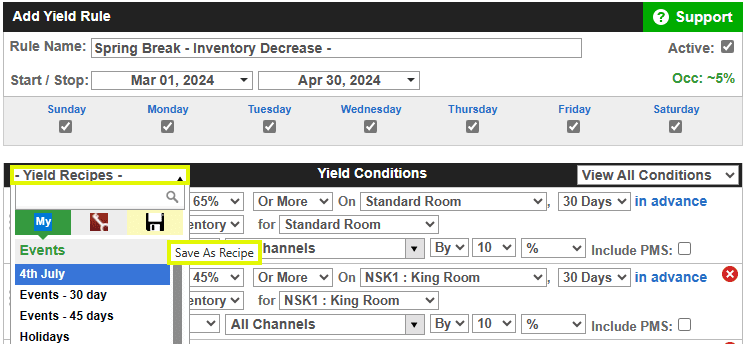 Add Yield Rule
? Support
Rule Name: Spring Break - Inventory Decrease - Active:
Start / Stop: Mar 01, 2024 Apr 30, 2024 Occ: ~5%
Sunday Monday Tuesday Wednesday Thursday Friday Saturday
- Yield Recipes - Yield Conditions View All Conditions
65% Or More On Standard Room , 30 Days in advance
My
entory for Standard Room
Events
Save As Recipe
Channels By 10 % Include PMS:
4th July
45% Or More On NSK1 : King Room , 30 Days in advance
Events - 30 day
entory for NSK1 : King Room
Events - 45 days
All Channels By 10 % Include PMS:
Holidays